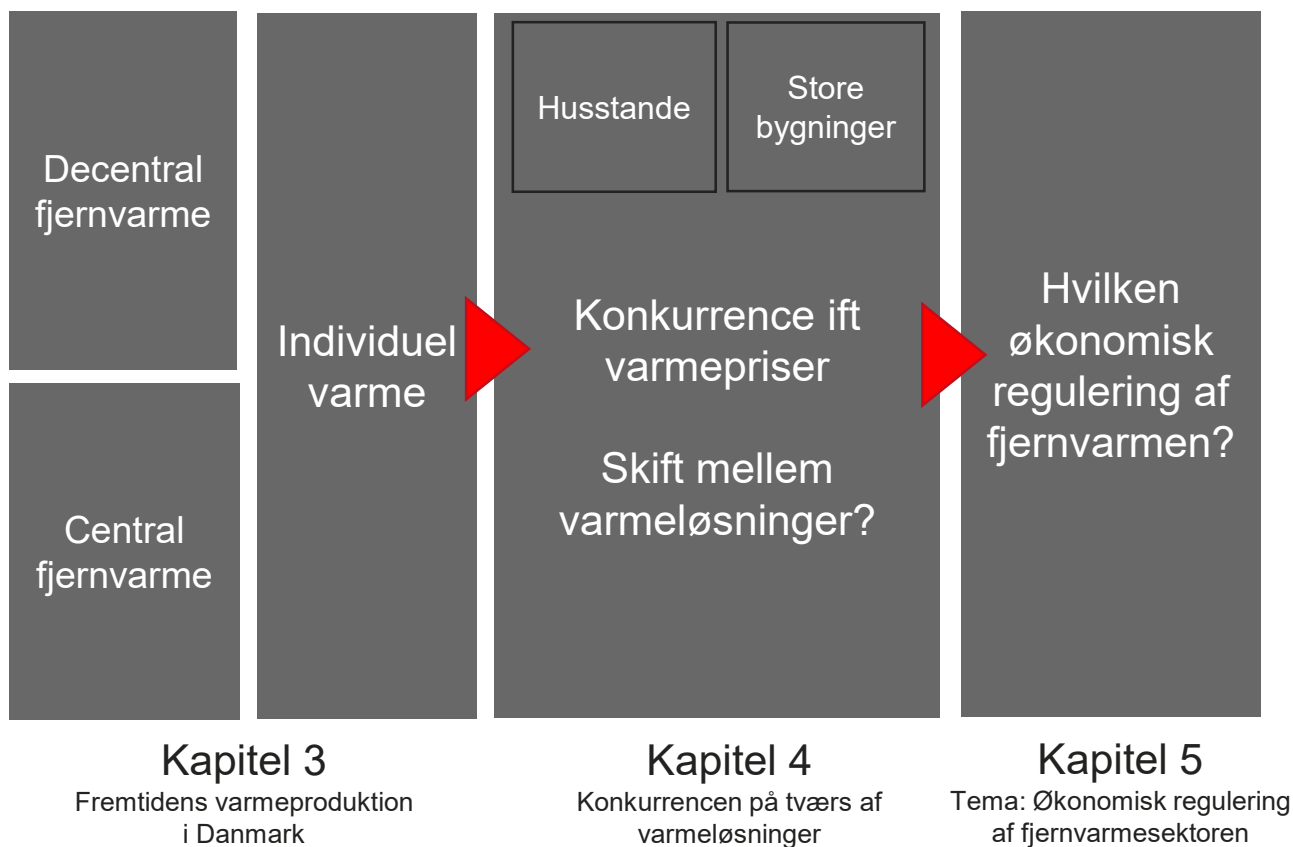 Decentral
fjernvarme
Central
fjernvarme
Individuel
varme
Husstande
Store
bygninger
Konkurrence ift
varmepriser
Skift mellem
varmeløsninger?
Hvilken
økonomisk
regulering af
fjernvarmen?
Kapitel 3
Fremtidens varmeproduktion
i Danmark
Kapitel 4
Konkurrencen på tværs af
varmeløsninger
Kapitel 5
Tema: Økonomisk regulering
af fjernvarmesektoren